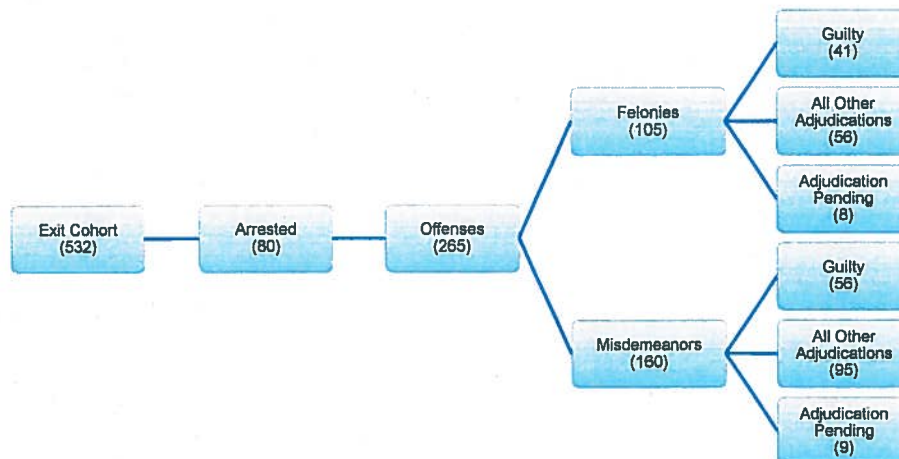 Exit Cohort
(532)
Arrested
(80)
Offenses
(265)
Felonies
(105)
Guilty
(41)
All Other
Adjudications
(56)
Adjudication
Pending
(8)
Misdemeanors
(160)
Guilty
(56)
All Other
Adjudications
(95)
Adjudication
Pending
(9)